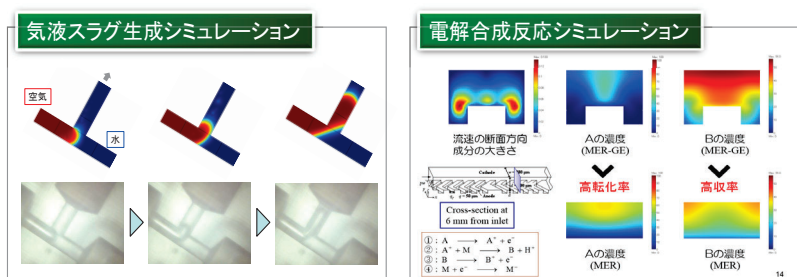 気液スラグ生成シミュレーション
空気
水
電解合成反応シミュレーション
流速の断面方向
成分の大きさ
Aの濃度
(MER-GE)
Bの濃度
(MER-GE)
高転化率
高収率
Cathode
Anode
Cross-section at
6 mm from inlet
①: A ⟶ A⁺ + e⁻
②: A⁺ + M ⟶ B + H⁺
③: B ⟶ B⁺ + e⁻
④: M + e⁻ ⟶ M⁻
Aの濃度
(MER)
Bの濃度
(MER)
14